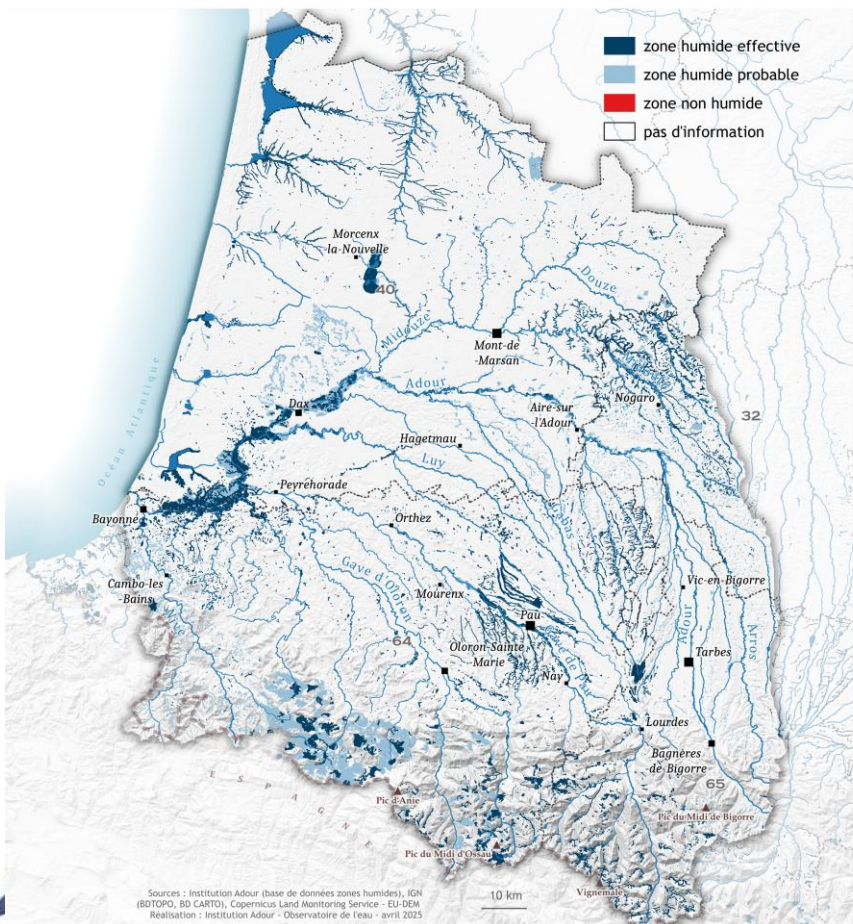 zone humide effective
zone humide probable
zone non humide
pas d'information
Morcenx
la-Nouvelle
40
Midouze
Douze
Mont-de-
Marsan
Océan Atlantique
Adour
Dax
Aire-sur
-l'Adour
Nogaro
32
Hagetmau
Luy
Gabas
Peyrehorade
Bayonne
Orthez
Gave d'Oloron
Cambo-les
-Bains
Mourenx
Vic-en-Bigorre
Pau
Adour
Arros
64
Oloron-Sainte
Marie
Gave de Pau
Nay
Tarbes
Lourdes
Bagnères
de-Bigorre
65
ESPAGNE
Pic d'Anie
Pic du Midi de Bigorre
Pic du Midi d'Ossau
Vignemale
Sources : Institution Adour (base de données zones humides), IGN
(BDTOPO, BD CARTO), Copernicus Land Monitoring Service - EU-DEM
Réalisation : Institution Adour - Observatoire de l'eau - avril 2025
10 km